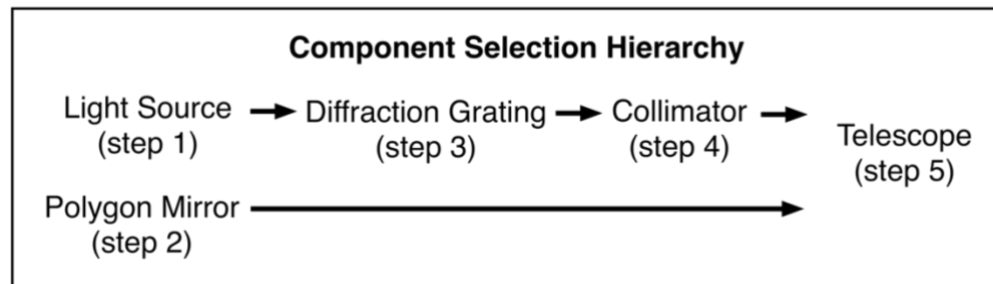 Component Selection Hierarchy
Light Source
(step 1)
Diffraction Grating
(step 3)
Collimator
(step 4)
Telescope
(step 5)
Polygon Mirror
(step 2)